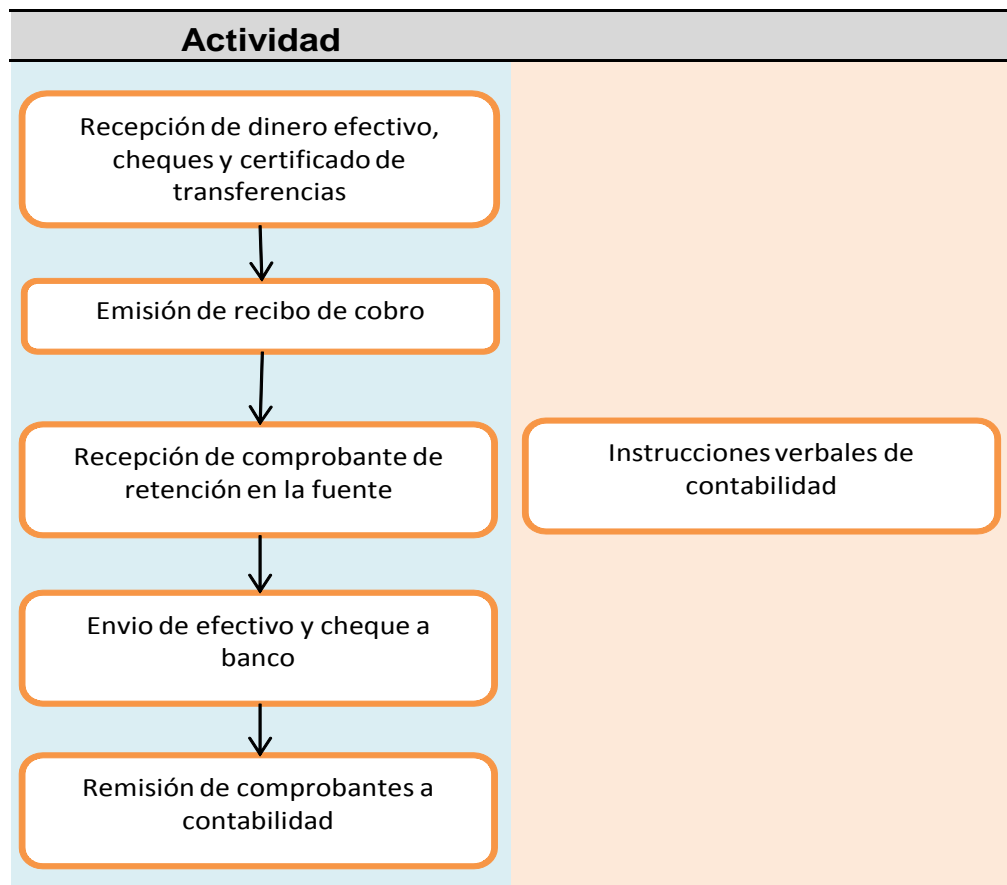 Actividad
Recepción de dinero efectivo,
cheques y certificado de
transferencias
Emisión de recibo de cobro
Recepción de comprobante de
retención en la fuente
Instrucciones verbales de
contabilidad
Envio de efectivo y cheque a
banco
Remisión de comprobantes a
contabilidad